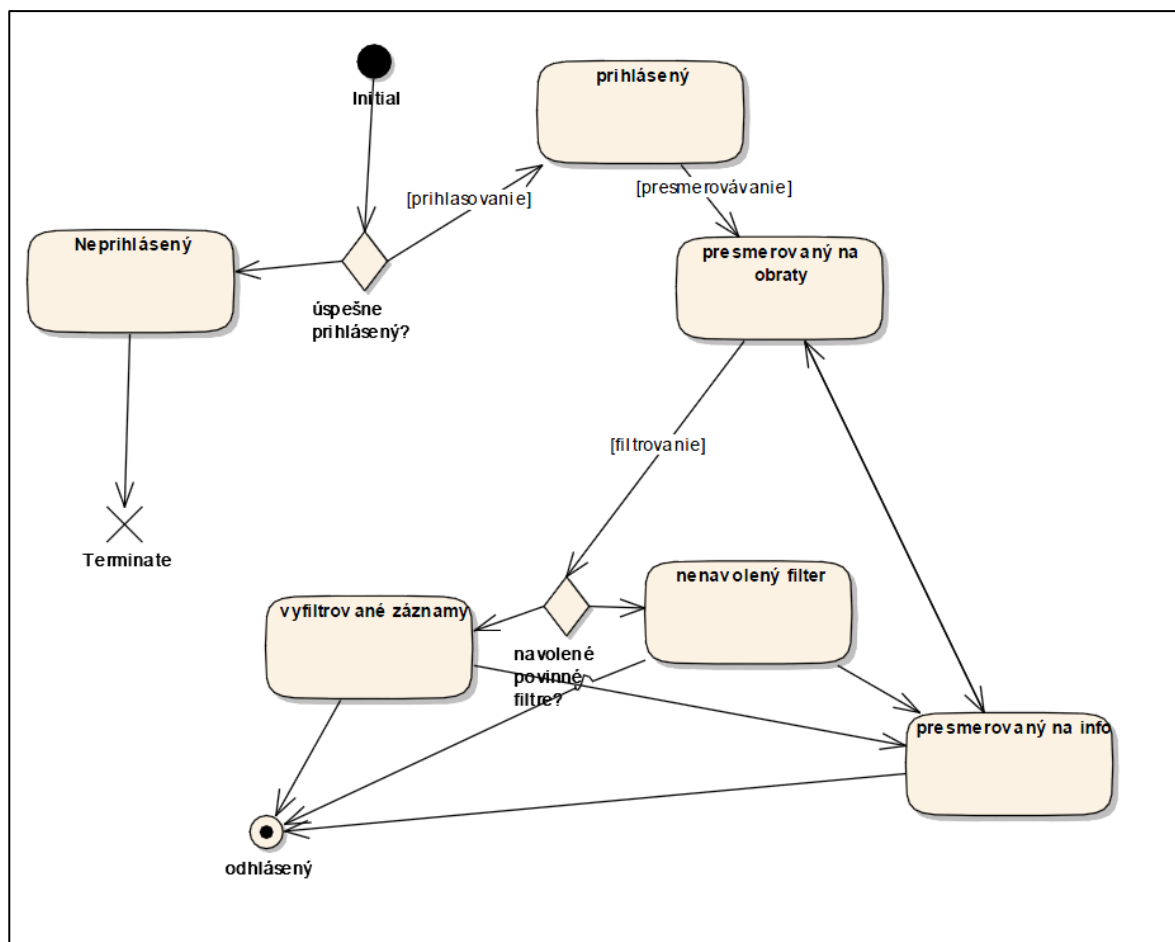 Initial
prihlásený
[prihlasovanie]
[presmerovávanie]
Neprihlásený
úspešne
prihlásený?
presmerovaný na
obraty
[filtrovanie]
Terminate
nenavolený filter
vyfiltrované záznamy
navolené
povinné
filtre?
presmerovaný na info
odhlásený